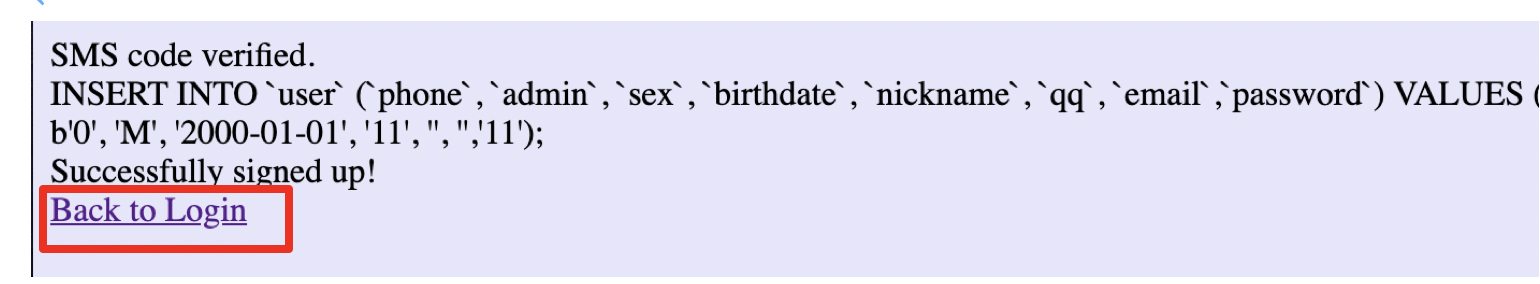 SMS code verified.
INSERT INTO `user` (`phone`,`admin`,`sex`,`birthdate`,`nickname`,`qq`,`email`,`password`) VALUES (
b'0', 'M', '2000-01-01', '11', '', '','11');
Successfully signed up!
Back to Login